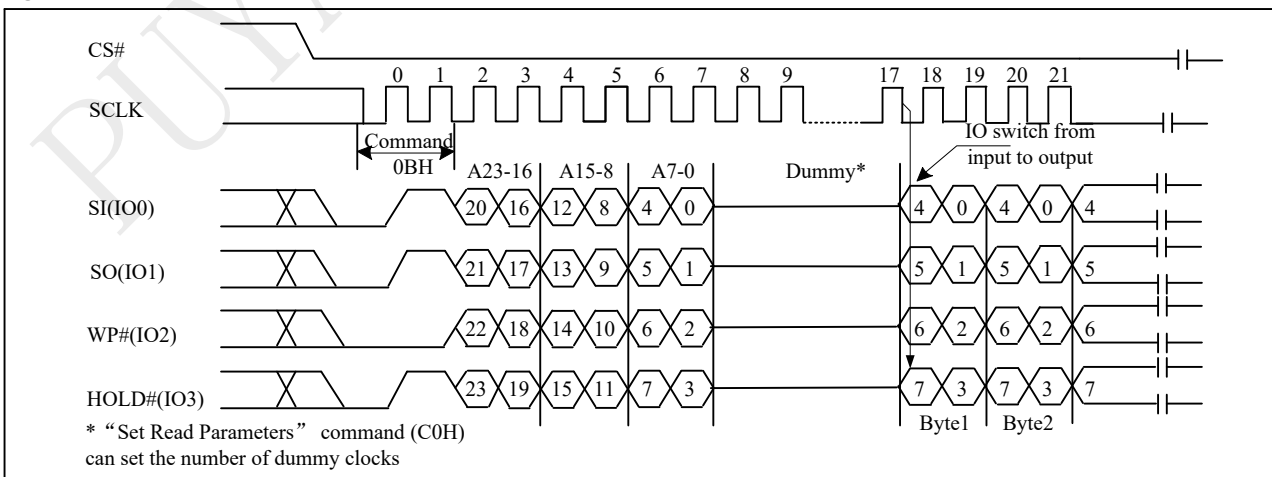 PUYA
CS#
0 1 2 3 4 5 6 7 8 9 17 18 19 20 21
SCLK
IO switch from
input to output
Command
0BH
A23-16 A15-8 A7-0 Dummy*
SI(IO0) 20 16 12 8 4 0 4 0 4 0 4
SO(IO1) 21 17 13 9 5 1 5 1 5 1 5
WP#(IO2) 22 18 14 10 6 2 6 2 6 2 6
HOLD#(IO3) 23 19 15 11 7 3 7 3 7 3 7
Byte1 Byte2
* “Set Read Parameters” command (C0H)
can set the number of dummy clocks